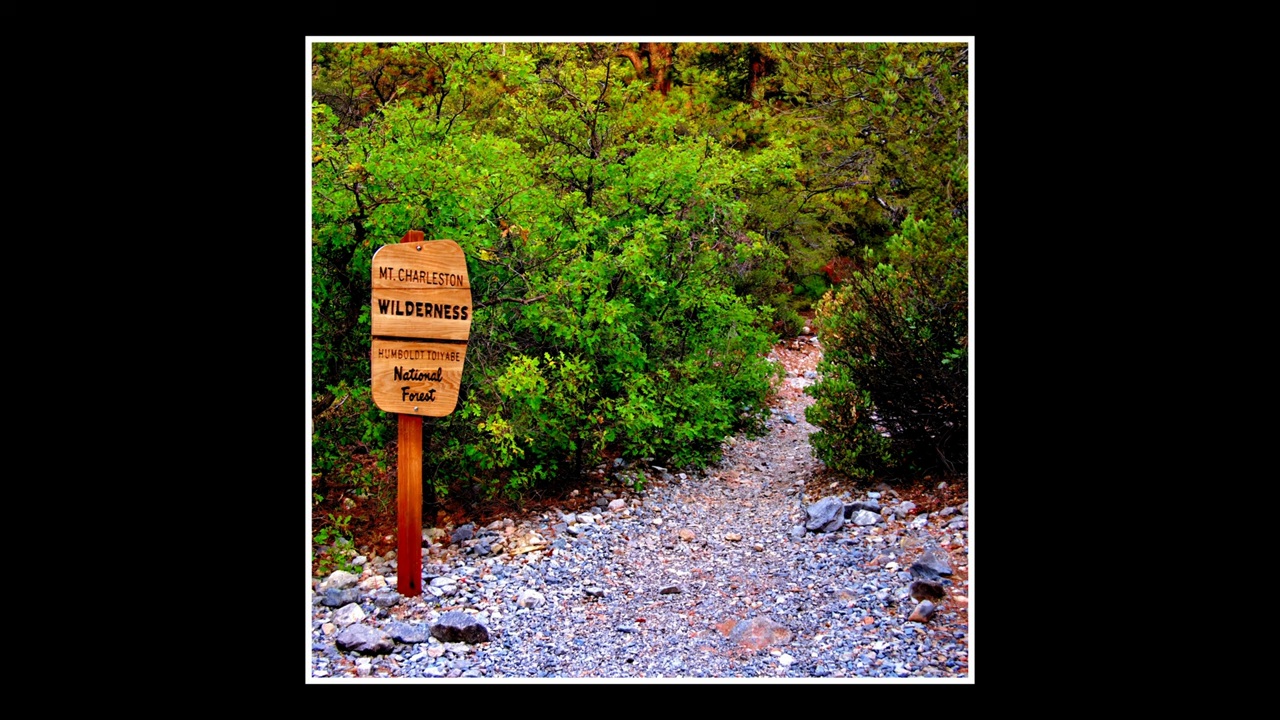 MT. CHARLESTON
WILDERNESS
HUMBOLDT TOIYABE
National
Forest